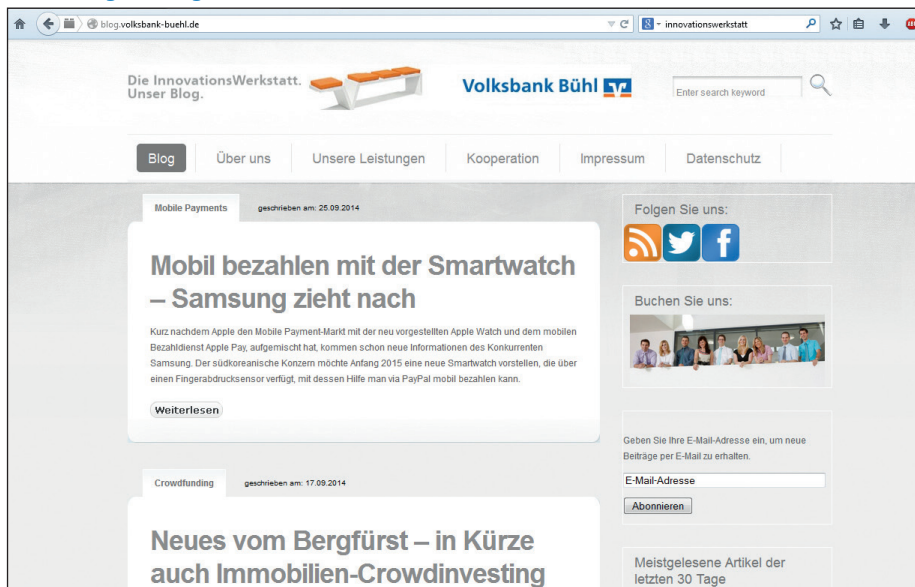 blog.volksbank-buehl.de
innovationswerkstatt
Die InnovationsWerkstatt.
Unser Blog.
Volksbank Bühl
Enter search keyword
Blog
Über uns
Unsere Leistungen
Kooperation
Impressum
Datenschutz
Mobile Payments
geschrieben am: 25.09.2014
Mobil bezahlen mit der Smartwatch
– Samsung zieht nach
Kurz nachdem Apple den Mobile Payment-Markt mit der neu vorgestellten Apple Watch und dem mobilen
Bezahldienst Apple Pay, aufgemischt hat, kommen schon neue Informationen des Konkurrenten
Samsung. Der südkoreanische Konzern möchte Anfang 2015 eine neue Smartwatch vorstellen, die über
einen Fingerabdrucksensor verfügt, mit dessen Hilfe man via PayPal mobil bezahlen kann.
Weiterlesen
Crowdfunding
geschrieben am: 17.09.2014
Neues vom Bergfürst – in Kürze
auch Immobilien-Crowdinvesting
Folgen Sie uns:
Buchen Sie uns:
Geben Sie Ihre E-Mail-Adresse ein, um neue
Beiträge per E-Mail zu erhalten.
E-Mail-Adresse
Abonnieren
Meistgelesene Artikel der
letzten 30 Tage